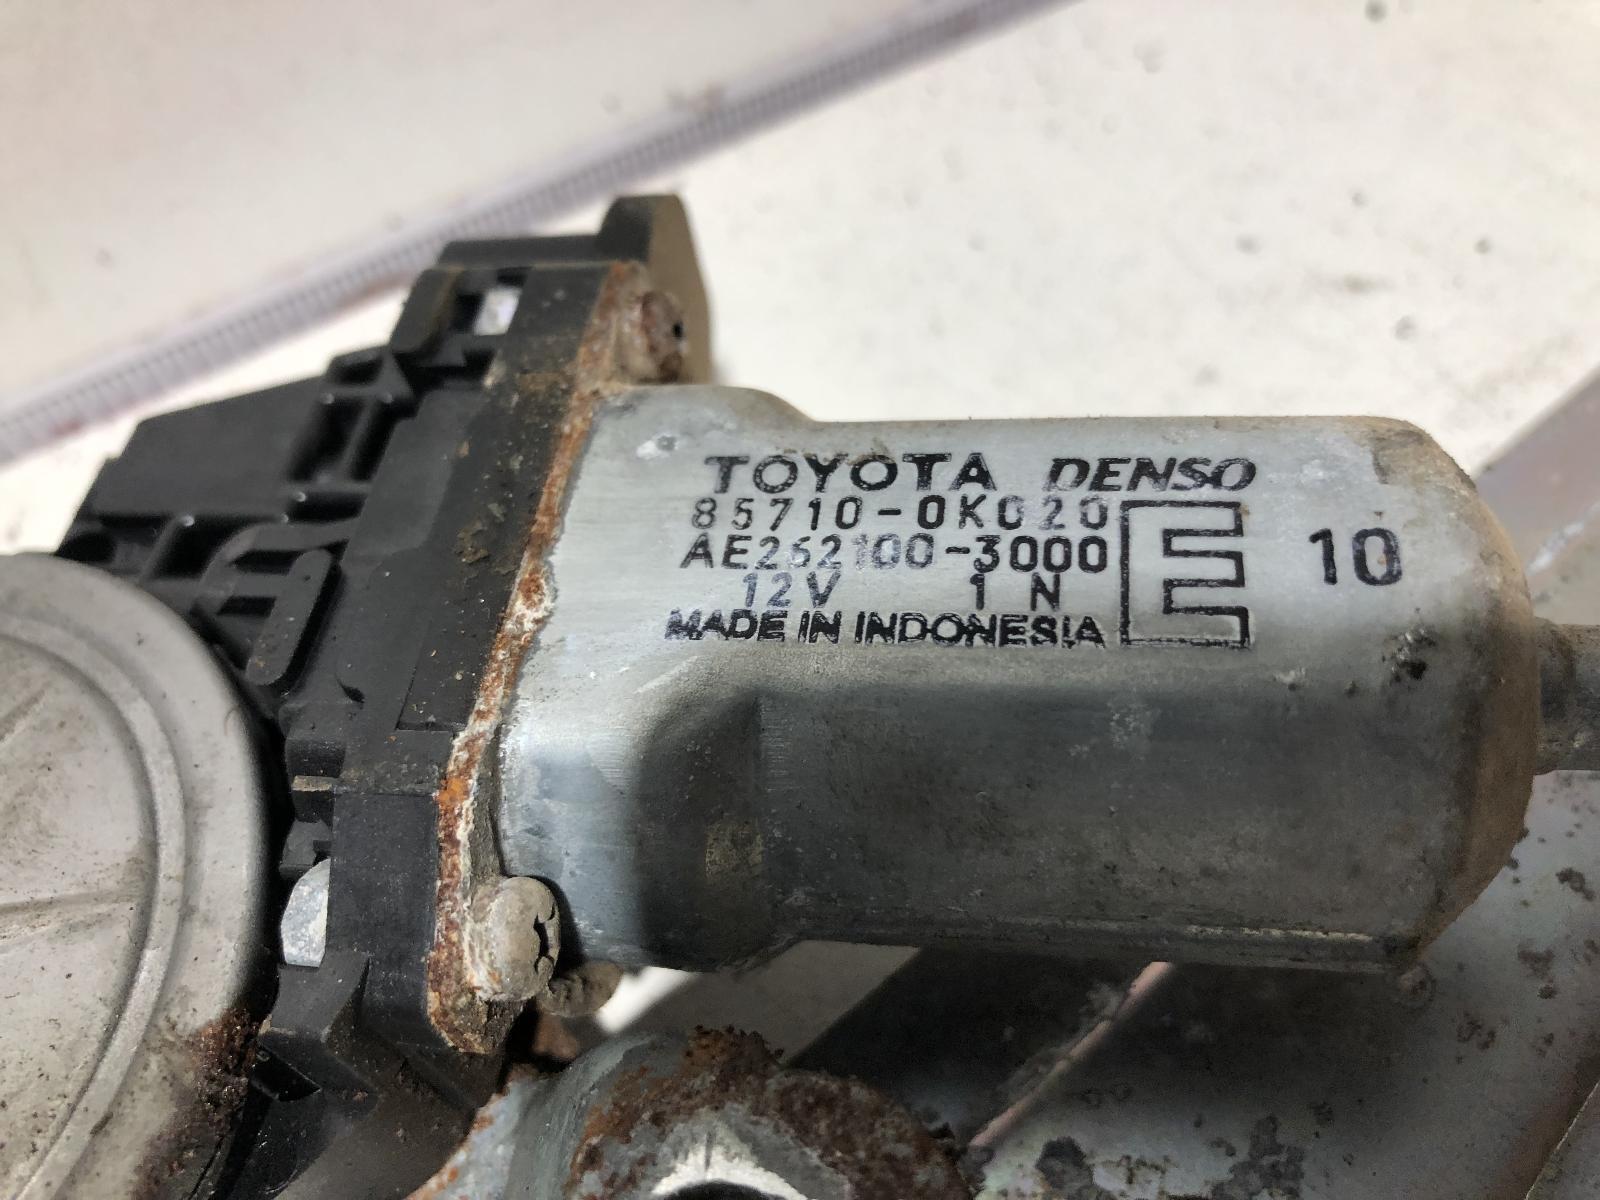 TOYOTA DENSO
85710-0K020
AE262100-3000
12V 1 N
MADE IN INDONESIA
E 10